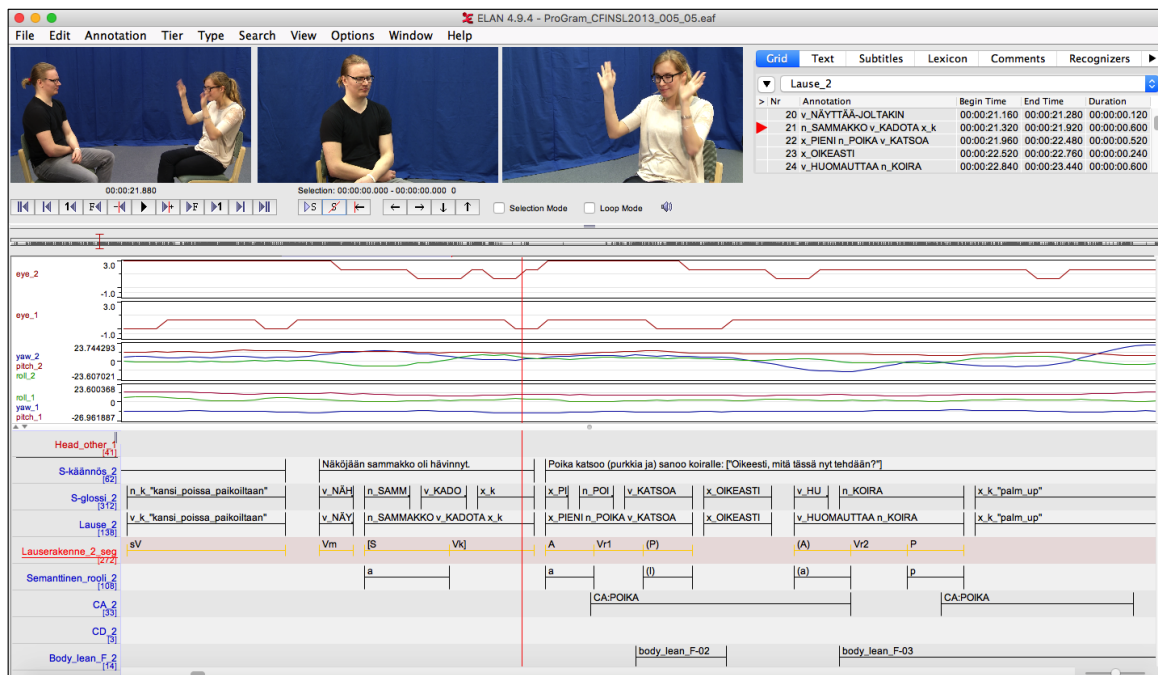 ELAN 4.9.4 - ProGram_CFINSL2013_005_05.eaf
File Edit Annotation Tier Type Search View Options Window Help
Grid Text Subtitles Lexicon Comments Recognizers
Lause_2
> Nr Annotation Begin Time End Time Duration
20 v_NÄYTTÄÄ-JOLTAKIN 00:00:21.160 00:00:21.280 00:00:00.120
21 n_SAMMAKKO v_KADOTA x_k 00:00:21.320 00:00:21.920 00:00:00.600
22 x_PIENI n_POIKA v_KATSOA 00:00:21.960 00:00:22.480 00:00:00.520
23 x_OIKEASTI 00:00:22.520 00:00:22.760 00:00:00.240
24 v_HUOMAUTTAA n_KOIRA 00:00:22.840 00:00:23.440 00:00:00.600
00:00:21.880 Selection: 00:00:00.000 - 00:00:00.000 0
1 F F 1 S S Selection Mode Loop Mode
eye_2 3.0
-1.0
eye_1 3.0
-1.0
yaw_2 23.744293
pitch_2 0
roll_2 -23.607021
roll_1 23.600368
yaw_1 0
pitch_1 -26.961887
Head_other_1
[41]
S-käännös_2 Näköjään sammakko oli hävinnyt. Poika katsoo (purkkia ja) sanoo koiralle: ["Oikeesti, mitä tässä nyt tehdään?"]
[62]
S-glossi_2 n_k_"kansi_poissa_paikoiltaan" v_NÄH n_SAMM v_KADO x_k x_PI n_POI v_KATSOA x_OIKEASTI v_HU n_KOIRA x_k_"palm_up"
[312]
Lause_2 v_k_"kansi_poissa_paikoiltaan" v_NÄY n_SAMMAKKO v_KADOTA x_k x_PIENI n_POIKA v_KATSOA x_OIKEASTI v_HUOMAUTTAA n_KOIRA x_k_"palm_up"
[138]
Lauserakenne_2_seg sV Vm [S Vk] A Vr1 (P) (A) Vr2 P
[272]
Semanttinen_rooli_2 a a (l) (a) p
[108]
CA_2 CA:POIKA CA:POIKA
[33]
CD_2
[3]
Body_lean_F_2 body_lean_F-02 body_lean_F-03
[14]